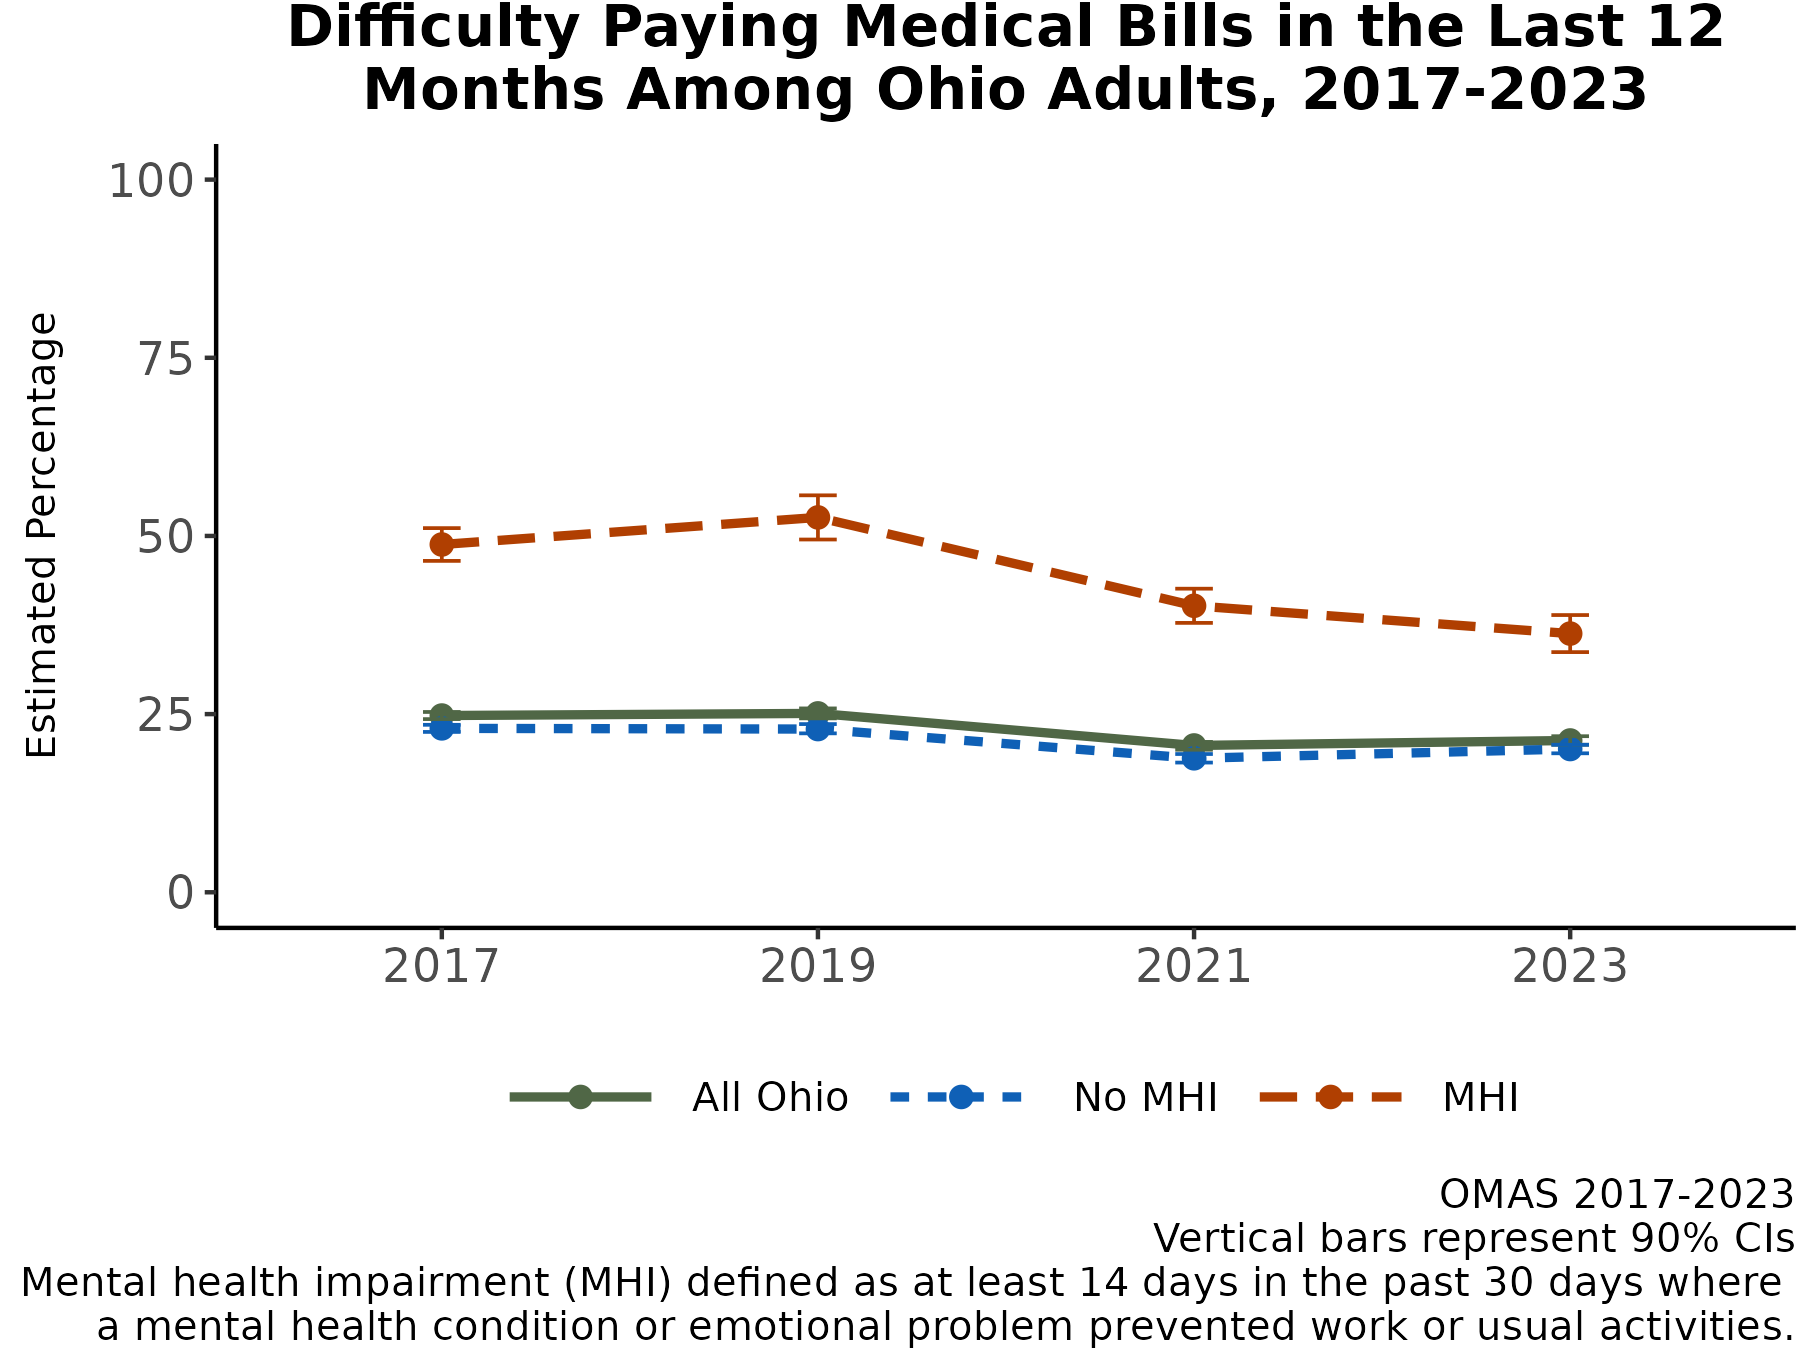 Difficulty Paying Medical Bills in the Last 12
Months Among Ohio Adults, 2017-2023
Estimated Percentage
100
75
50
25
0
2017 2019 2021 2023
All Ohio No MHI MHI
OMAS 2017-2023
Vertical bars represent 90% CIs
Mental health impairment (MHI) defined as at least 14 days in the past 30 days where
a mental health condition or emotional problem prevented work or usual activities.